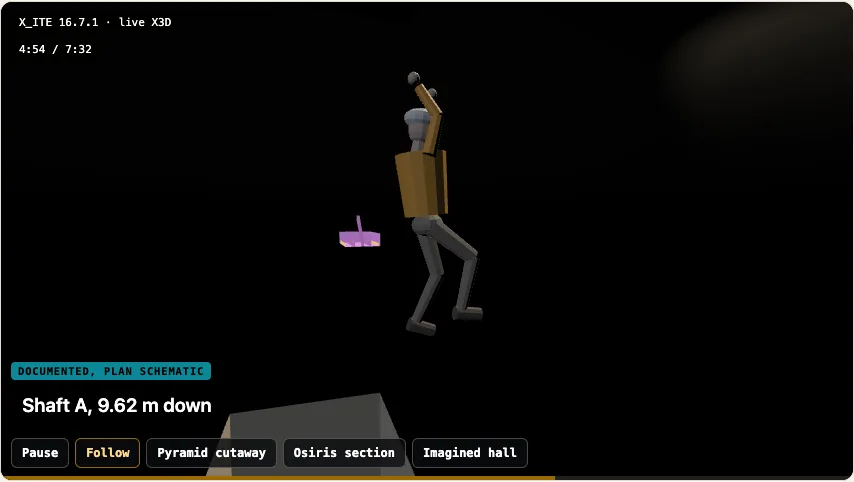 X_ITE 16.7.1 · live X3D
4:54 / 7:32
DOCUMENTED, PLAN SCHEMATIC
Shaft A, 9.62 m down
Pause
Follow
Pyramid cutaway
Osiris section
Imagined hall